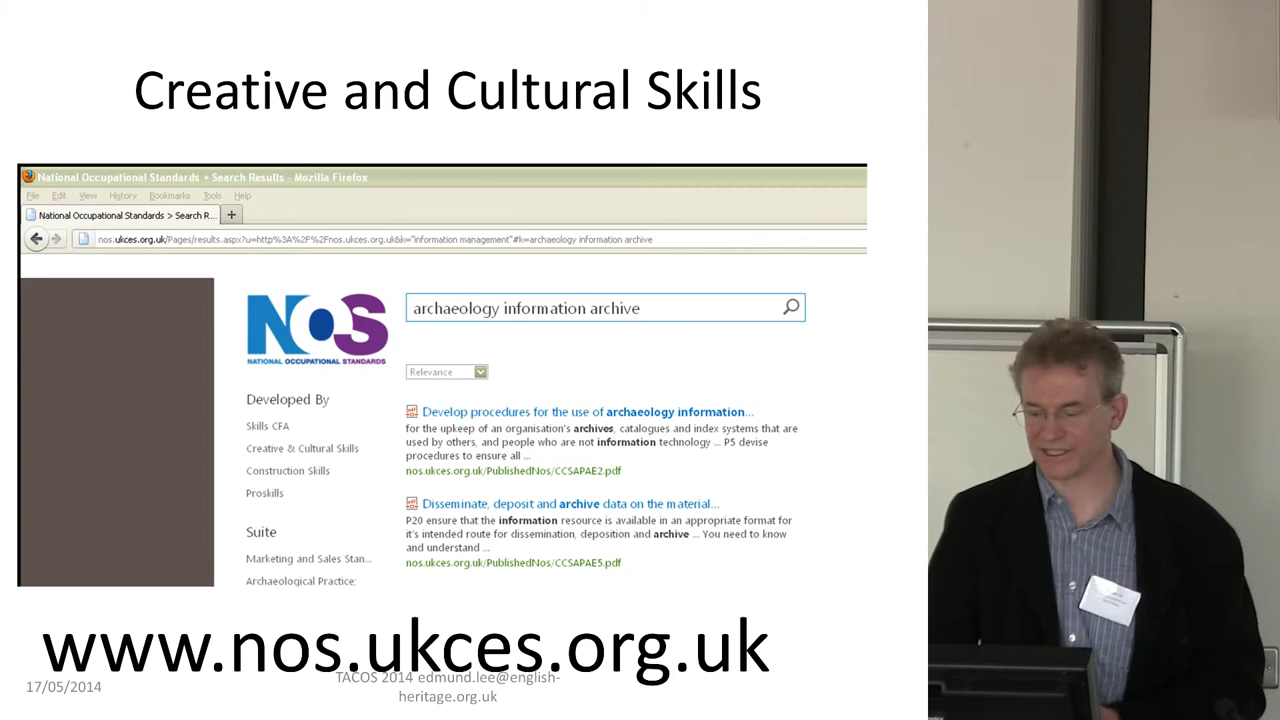 Creative and Cultural Skills
National Occupational Standards > Search Results - Mozilla Firefox
File Edit View History Bookmarks Tools Help
National Occupational Standards > Search R... +
nos.ukces.org.uk/Pages/results.aspx?u=http%3A%2F%2Fnos.ukces.org.uk&k="information management"#k=archaeology information archive
NOS
NATIONAL OCCUPATIONAL STANDARDS
archaeology information archive
Relevance
Developed By
Skills CFA
Creative & Cultural Skills
Construction Skills
Proskills
Suite
Marketing and Sales Stan...
Archaeological Practice;
Develop procedures for the use of archaeology information...
for the upkeep of an organisation's archives, catalogues and index systems that are
used by others, and people who are not information technology ... P5 devise
procedures to ensure all ...
nos.ukces.org.uk/PublishedNos/CCSAPAE2.pdf
Disseminate, deposit and archive data on the material...
P20 ensure that the information resource is available in an appropriate format for
it's intended route for dissemination, deposition and archive ... You need to know
and understand ...
nos.ukces.org.uk/PublishedNos/CCSAPAE5.pdf
www.nos.ukces.org.uk
17/05/2014
TACOS 2014 edmund.lee@english-
heritage.org.uk